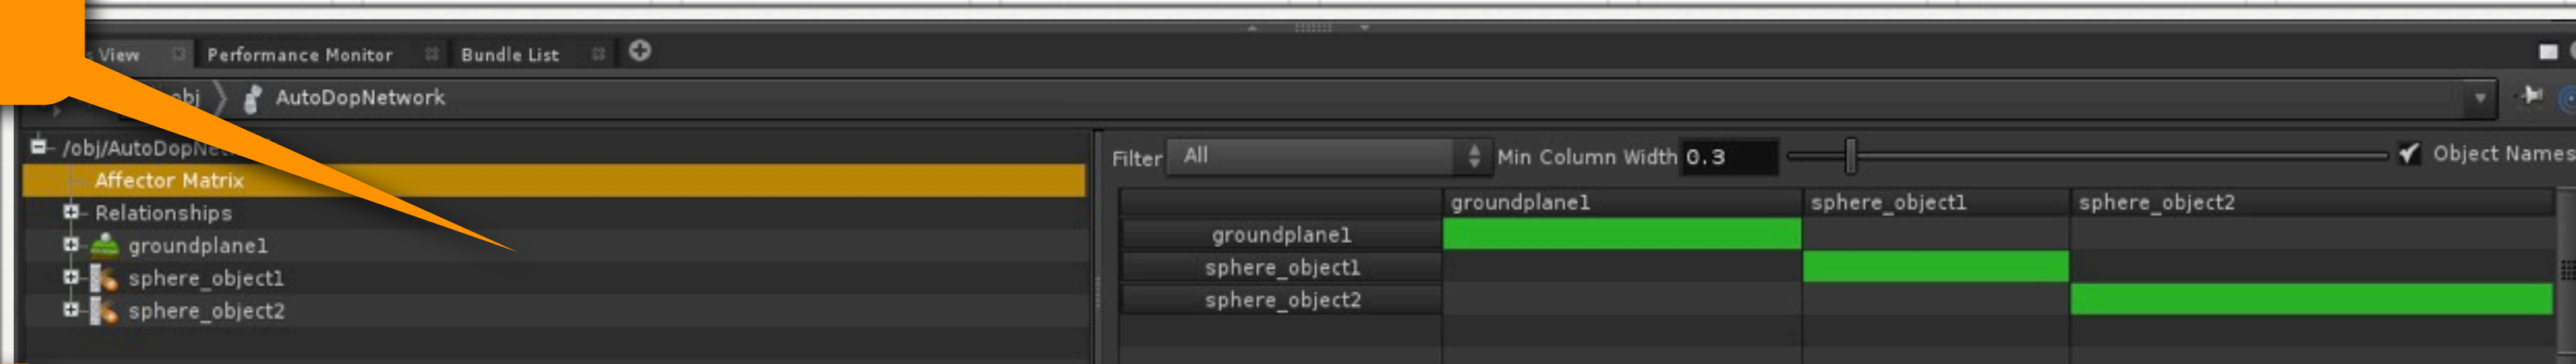 View Performance Monitor Bundle List
obj AutoDopNetwork
/obj/AutoDopNet
Filter All Min Column Width 0.3 Object Names
Affector Matrix
Relationships
groundplane1
sphere_object1
sphere_object2
groundplane1 sphere_object1 sphere_object2
groundplane1
sphere_object1
sphere_object2